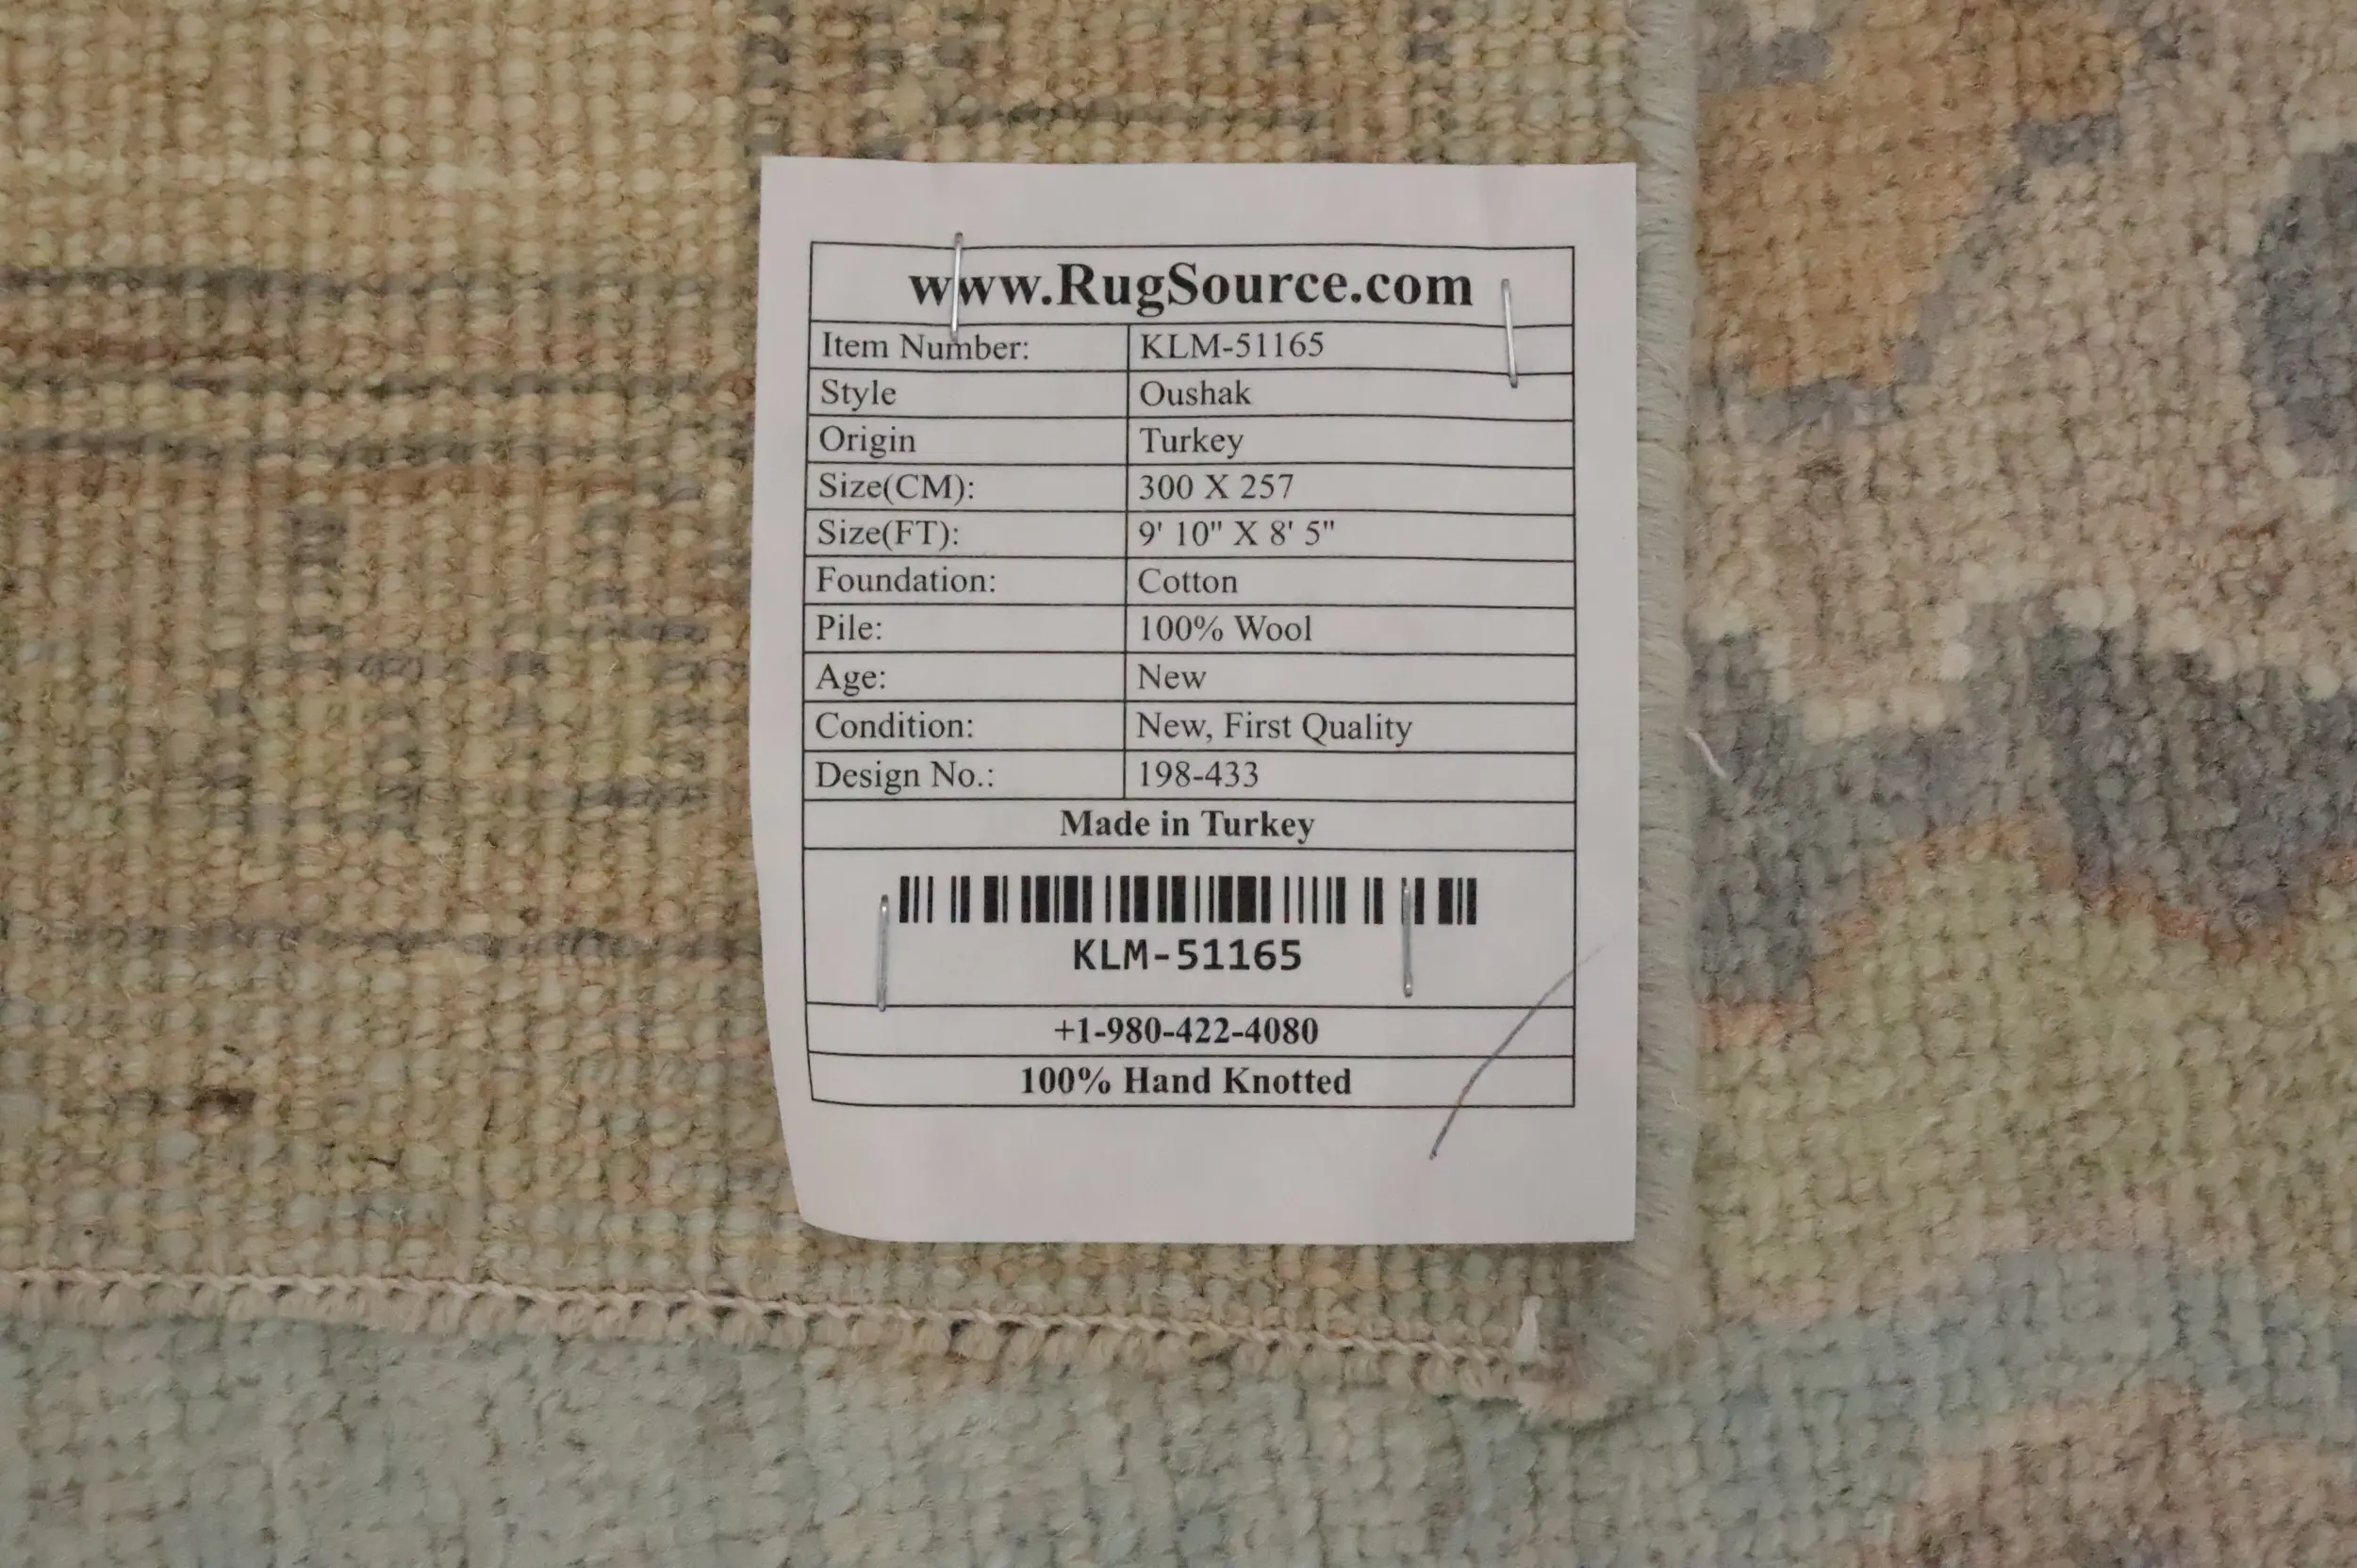 www.RugSource.com
Item Number: KLM-51165
Style Oushak
Origin Turkey
Size(CM): 300 X 257
Size(FT): 9' 10" X 8' 5"
Foundation: Cotton
Pile: 100% Wool
Age: New
Condition: New, First Quality
Design No.: 198-433
Made in Turkey
KLM-51165
+1-980-422-4080
100% Hand Knotted